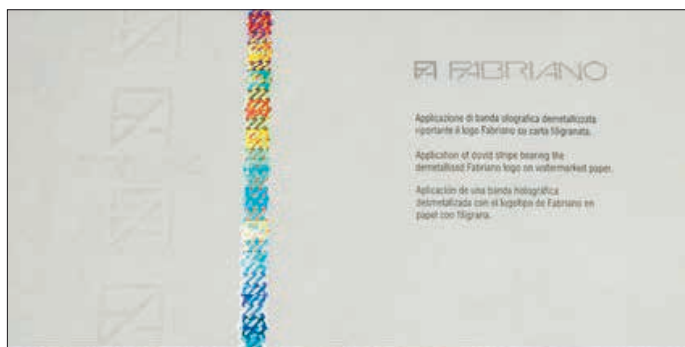 FABRIANO
Applicazione di banda olografica demetallizzata
riportante il logo Fabriano su carta filigranata.
Application of dovid stripe bearing the
demetallised Fabriano logo on watermarked paper.
Aplicación de una banda holográfica
desmetalizada con el logotipo de Fabriano en
papel con filigrana.